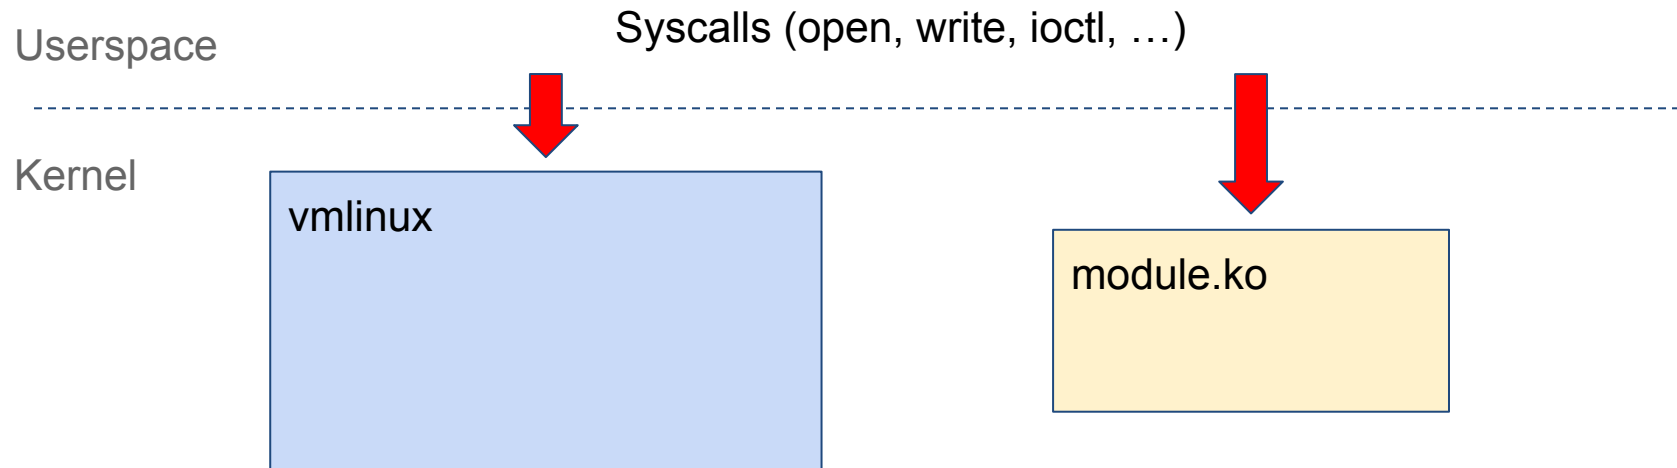 Userspace
Syscalls (open, write, ioctl, …)
Kernel
vmlinux
module.ko